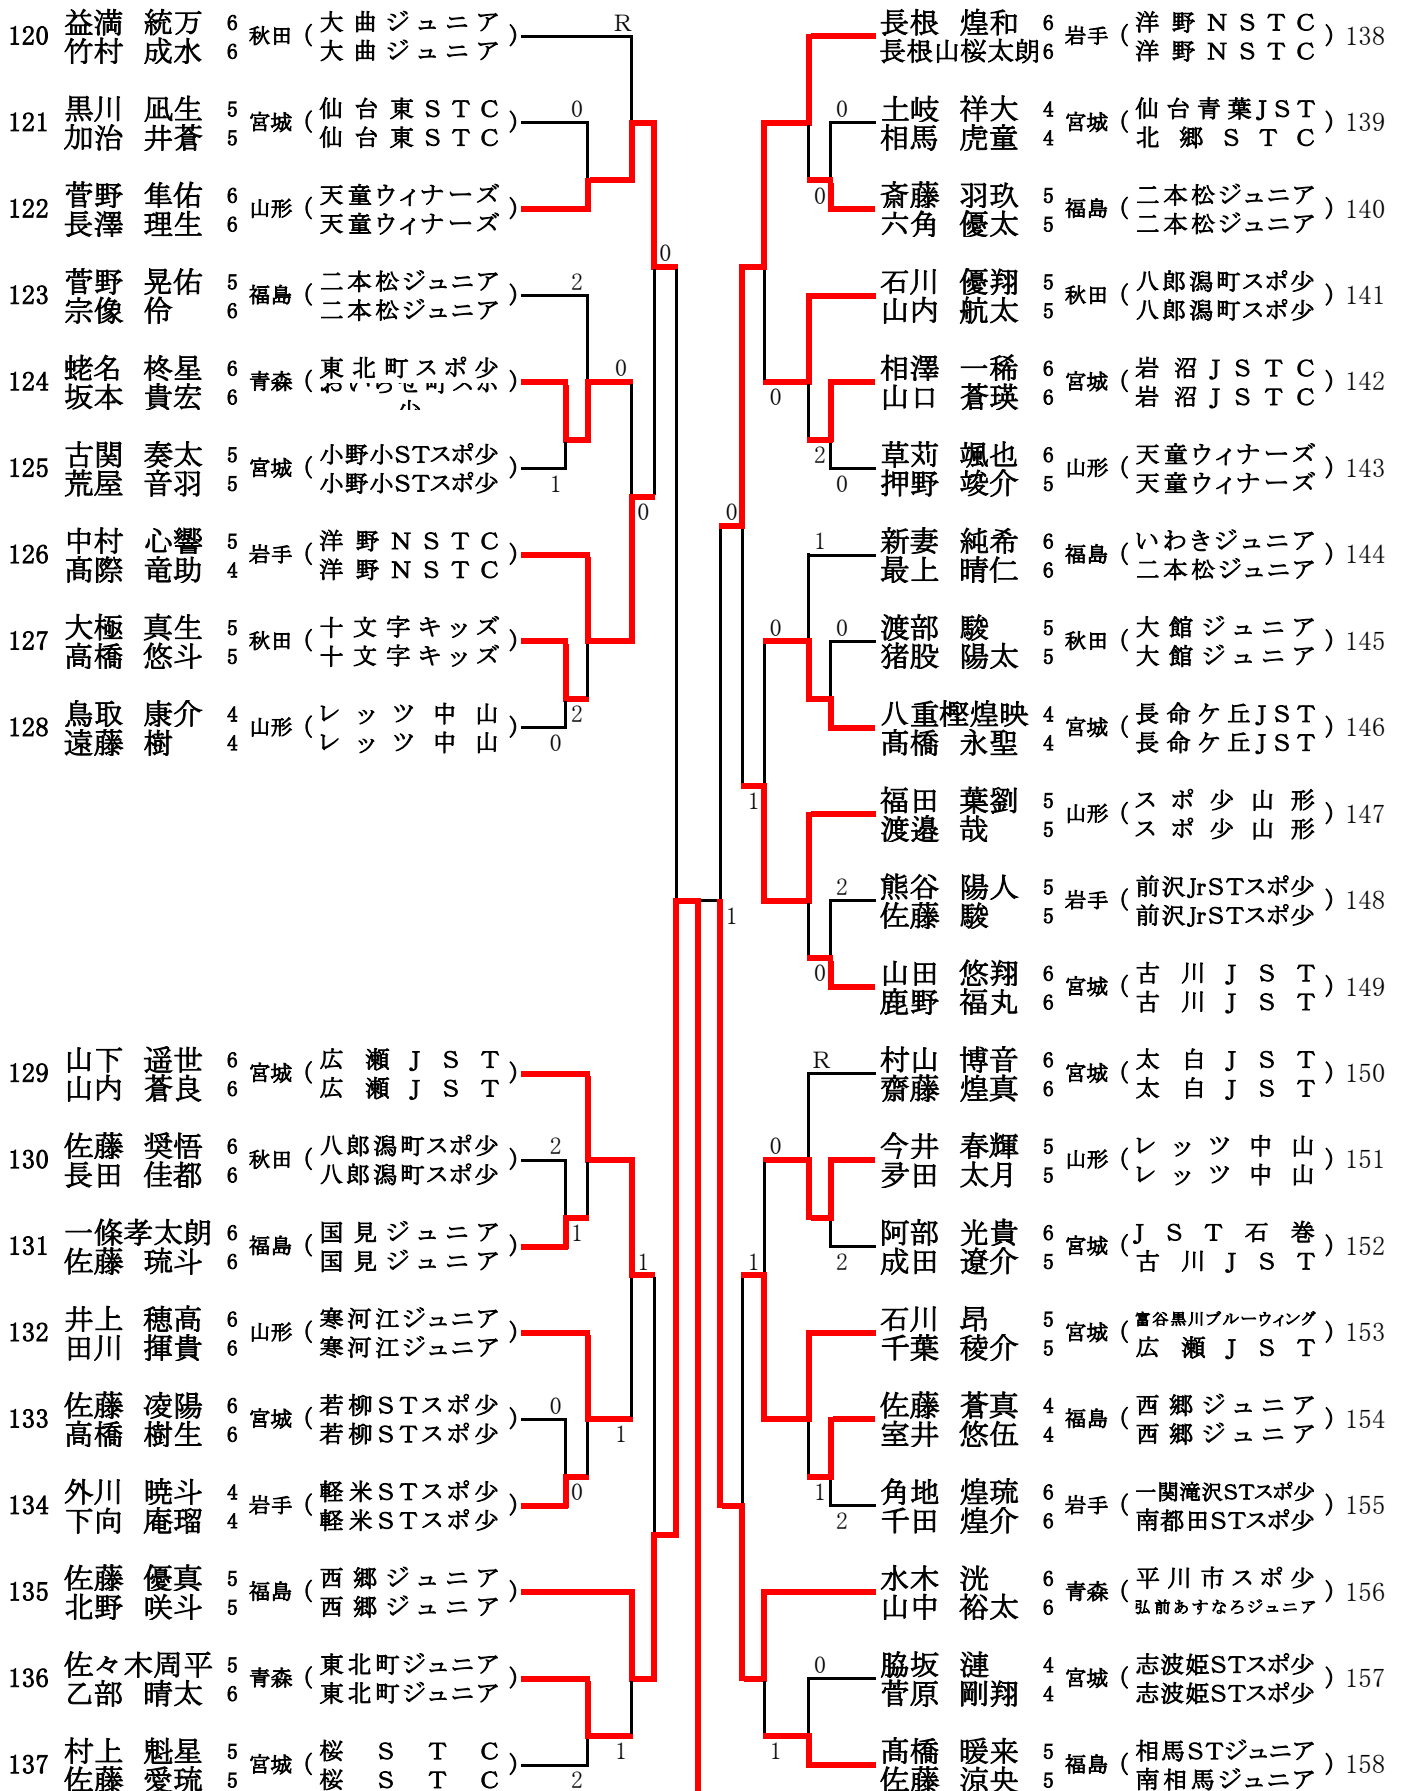 120 益満 統万 6 秋田 ( 大曲ジュニア ) R
竹村 成水 6 大曲ジュニア
121 黒川 凪生 5 宮城 ( 仙台東STC ) 0
加治 井蒼 5 仙台東STC
122 菅野 隼佑 6 山形 ( 天童ウィナーズ )
長澤 理生 6 天童ウィナーズ
0
123 菅野 晃佑 5 福島 ( 二本松ジュニア ) 2
宗像 伶 6 二本松ジュニア
124 蛯名 柊星 6 青森 ( 東北町スポ少 ) 0
坂本 貴宏 6 おいらせ町スポ少
125 古関 奏太 5 宮城 ( 小野小STスポ少 ) 1
荒屋 音羽 5 小野小STスポ少
0
126 中村 心響 5 岩手 ( 洋野NSTC )
髙際 竜助 4 洋野NSTC
127 大極 真生 5 秋田 ( 十文字キッズ )
高橋 悠斗 5 十文字キッズ
2
128 鳥取 康介 4 山形 ( レッツ中山 ) 0
遠藤 樹 4 レッツ中山
129 山下 遥世 6 宮城 ( 広瀬JST )
山内 蒼良 6 広瀬JST
130 佐藤 奨悟 6 秋田 ( 八郎潟町スポ少 ) 2
長田 佳都 6 八郎潟町スポ少
131 一條孝太朗 6 福島 ( 国見ジュニア ) 1
佐藤 琉斗 6 国見ジュニア
1
132 井上 穂高 6 山形 ( 寒河江ジュニア )
田川 揮貴 6 寒河江ジュニア
133 佐藤 凌陽 6 宮城 ( 若柳STスポ少 ) 0
高橋 樹生 6 若柳STスポ少
1
134 外川 暁斗 4 岩手 ( 軽米STスポ少 ) 0
下向 庵瑠 4 軽米STスポ少
135 佐藤 優真 5 福島 ( 西郷ジュニア )
北野 咲斗 5 西郷ジュニア
136 佐々木周平 5 青森 ( 東北町ジュニア )
乙部 晴太 6 東北町ジュニア
1
137 村上 魁星 5 宮城 ( 桜STC ) 2
佐藤 愛琉 5 桜STC
長根 煌和 6 岩手 ( 洋野NSTC ) 138
長根山桜太朗 6 洋野NSTC
0 土岐 祥大 4 宮城 ( 仙台青葉JST ) 139
相馬 虎童 4 北郷STC
0 斎藤 羽玖 5 福島 ( 二本松ジュニア ) 140
六角 優太 5 二本松ジュニア
石川 優翔 5 秋田 ( 八郎潟町スポ少 ) 141
山内 航太 5 八郎潟町スポ少
0 相澤 一稀 6 宮城 ( 岩沼JSTC ) 142
山口 蒼瑛 6 岩沼JSTC
2 草苅 颯也 6 山形 ( 天童ウィナーズ ) 143
0 押野 竣介 5 天童ウィナーズ
0
1 新妻 純希 6 福島 ( いわきジュニア ) 144
最上 晴仁 6 二本松ジュニア
0 0 渡部 駿 5 秋田 ( 大館ジュニア ) 145
猪股 陽太 5 大館ジュニア
八重樫煌映 4 宮城 ( 長命ケ丘JST ) 146
髙橋 永聖 4 長命ケ丘JST
1 福田 葉劉 5 山形 ( スポ少山形 ) 147
渡邉 哉 5 スポ少山形
2 熊谷 陽人 5 岩手 ( 前沢JrSTスポ少 ) 148
佐藤 駿 5 前沢JrSTスポ少
1
0 山田 悠翔 6 宮城 ( 古川JST ) 149
鹿野 福丸 6 古川JST
R 村山 博音 6 宮城 ( 太白JST ) 150
齋藤 煌真 6 太白JST
0 今井 春輝 5 山形 ( レッツ中山 ) 151
夛田 太月 5 レッツ中山
阿部 光貴 6 宮城 ( JST石巻 ) 152
1 2 成田 遼介 5 古川JST
石川 昂 5 宮城 ( 富谷黒川ブルーウィング ) 153
千葉 稜介 5 広瀬JST
佐藤 蒼真 4 福島 ( 西郷ジュニア ) 154
室井 悠伍 4 西郷ジュニア
1 角地 煌琉 6 岩手 ( 一関滝沢STスポ少 ) 155
2 千田 煌介 6 南都田STスポ少
水木 洸 6 青森 ( 平川市スポ少 ) 156
山中 裕太 6 弘前あすなろジュニア
0 脇坂 漣 4 宮城 ( 志波姫STスポ少 ) 157
菅原 剛翔 4 志波姫STスポ少
1 髙橋 暖来 5 福島 ( 相馬STジュニア ) 158
佐藤 涼央 5 南相馬ジュニア